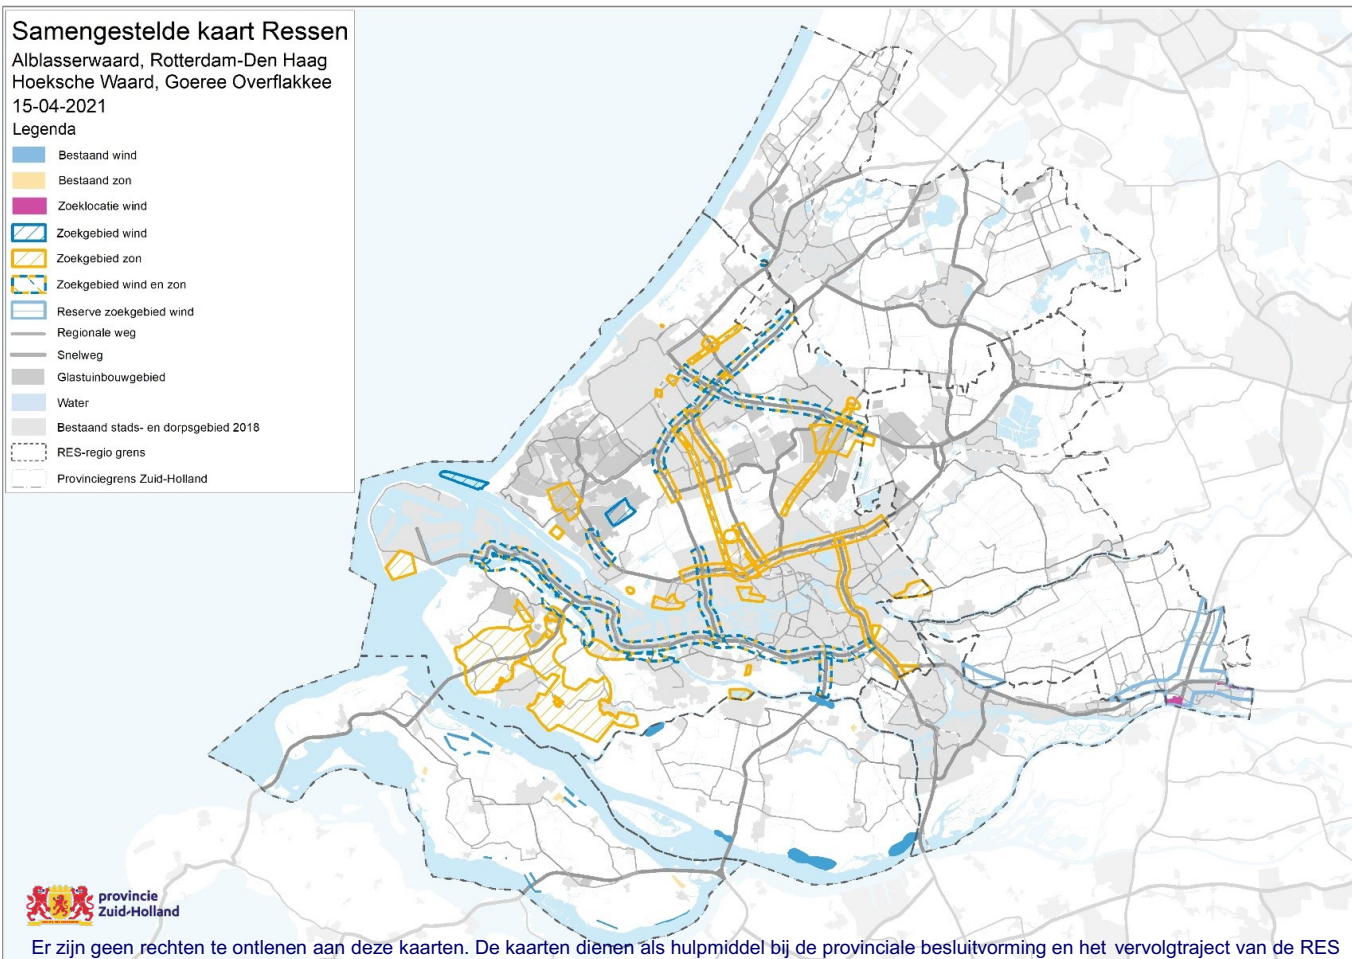 Samengestelde kaart Ressen
Alblasserwaard, Rotterdam-Den Haag
Hoeksche Waard, Goeree Overflakkee
15-04-2021
Legenda
Bestaand wind
Bestaand zon
Zoeklocatie wind
Zoekgebied wind
Zoekgebied zon
Zoekgebied wind en zon
Reserve zoekgebied wind
Regionale weg
Snelweg
Glastuinbouwgebied
Water
Bestaand stads- en dorpsgebied 2018
RES-regio grens
Provinciegrens Zuid-Holland
provincie
Zuid-Holland
Er zijn geen rechten te ontlenen aan deze kaarten. De kaarten dienen als hulpmiddel bij de provinciale besluitvorming en het vervolgtraject van de RES